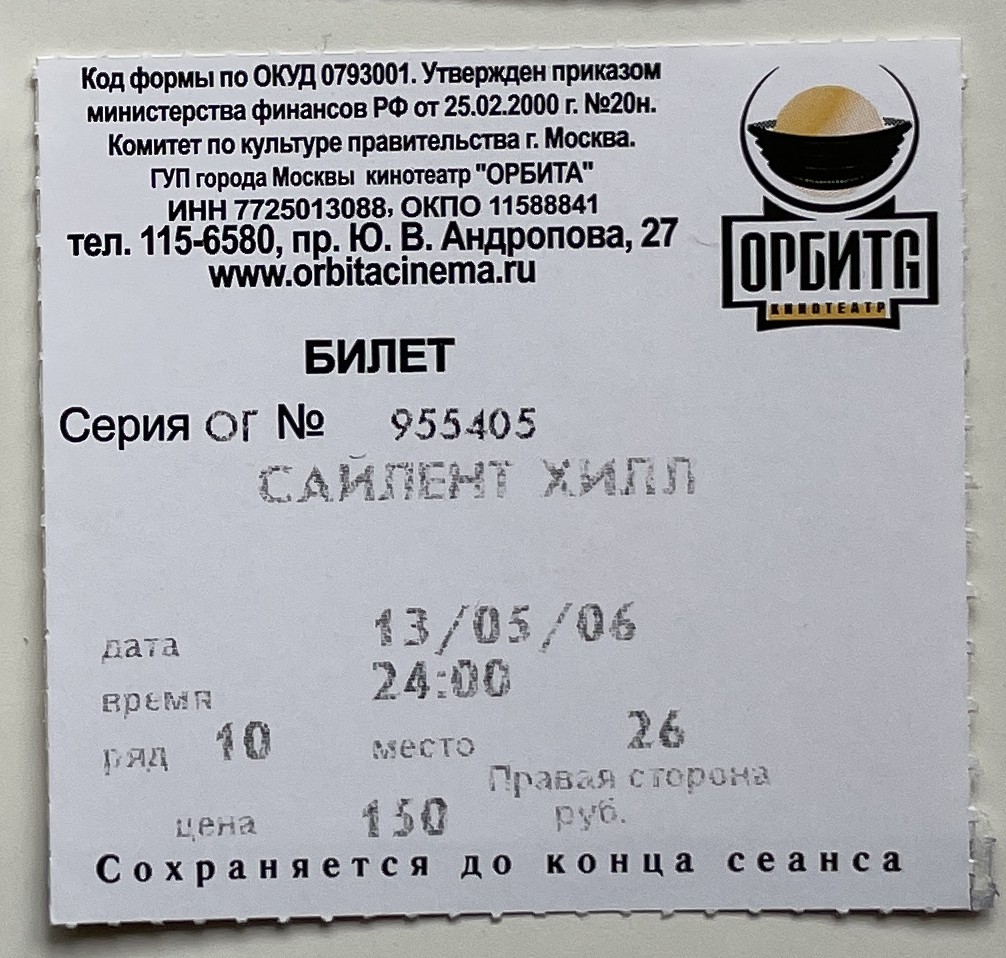 Код формы по ОКУД 0793001. Утвержден приказом
министерства финансов РФ от 25.02.2000 г. №20н.
Комитет по культуре правительства г. Москва.
ГУП города Москвы кинотеатр "ОРБИТА"
ИНН 7725013088, ОКПО 11588841
тел. 115-6580, пр. Ю. В. Андропова, 27
www.orbitacinema.ru
ОРБИТА
КИНОТЕАТР
БИЛЕТ
Серия ОГ № 955405
САЙЛЕНТ ХИЛЛ
дата 13/05/06
время 24:00
ряд 10 место 26
Правая сторона
цена 150 руб.
Сохраняется до конца сеанса